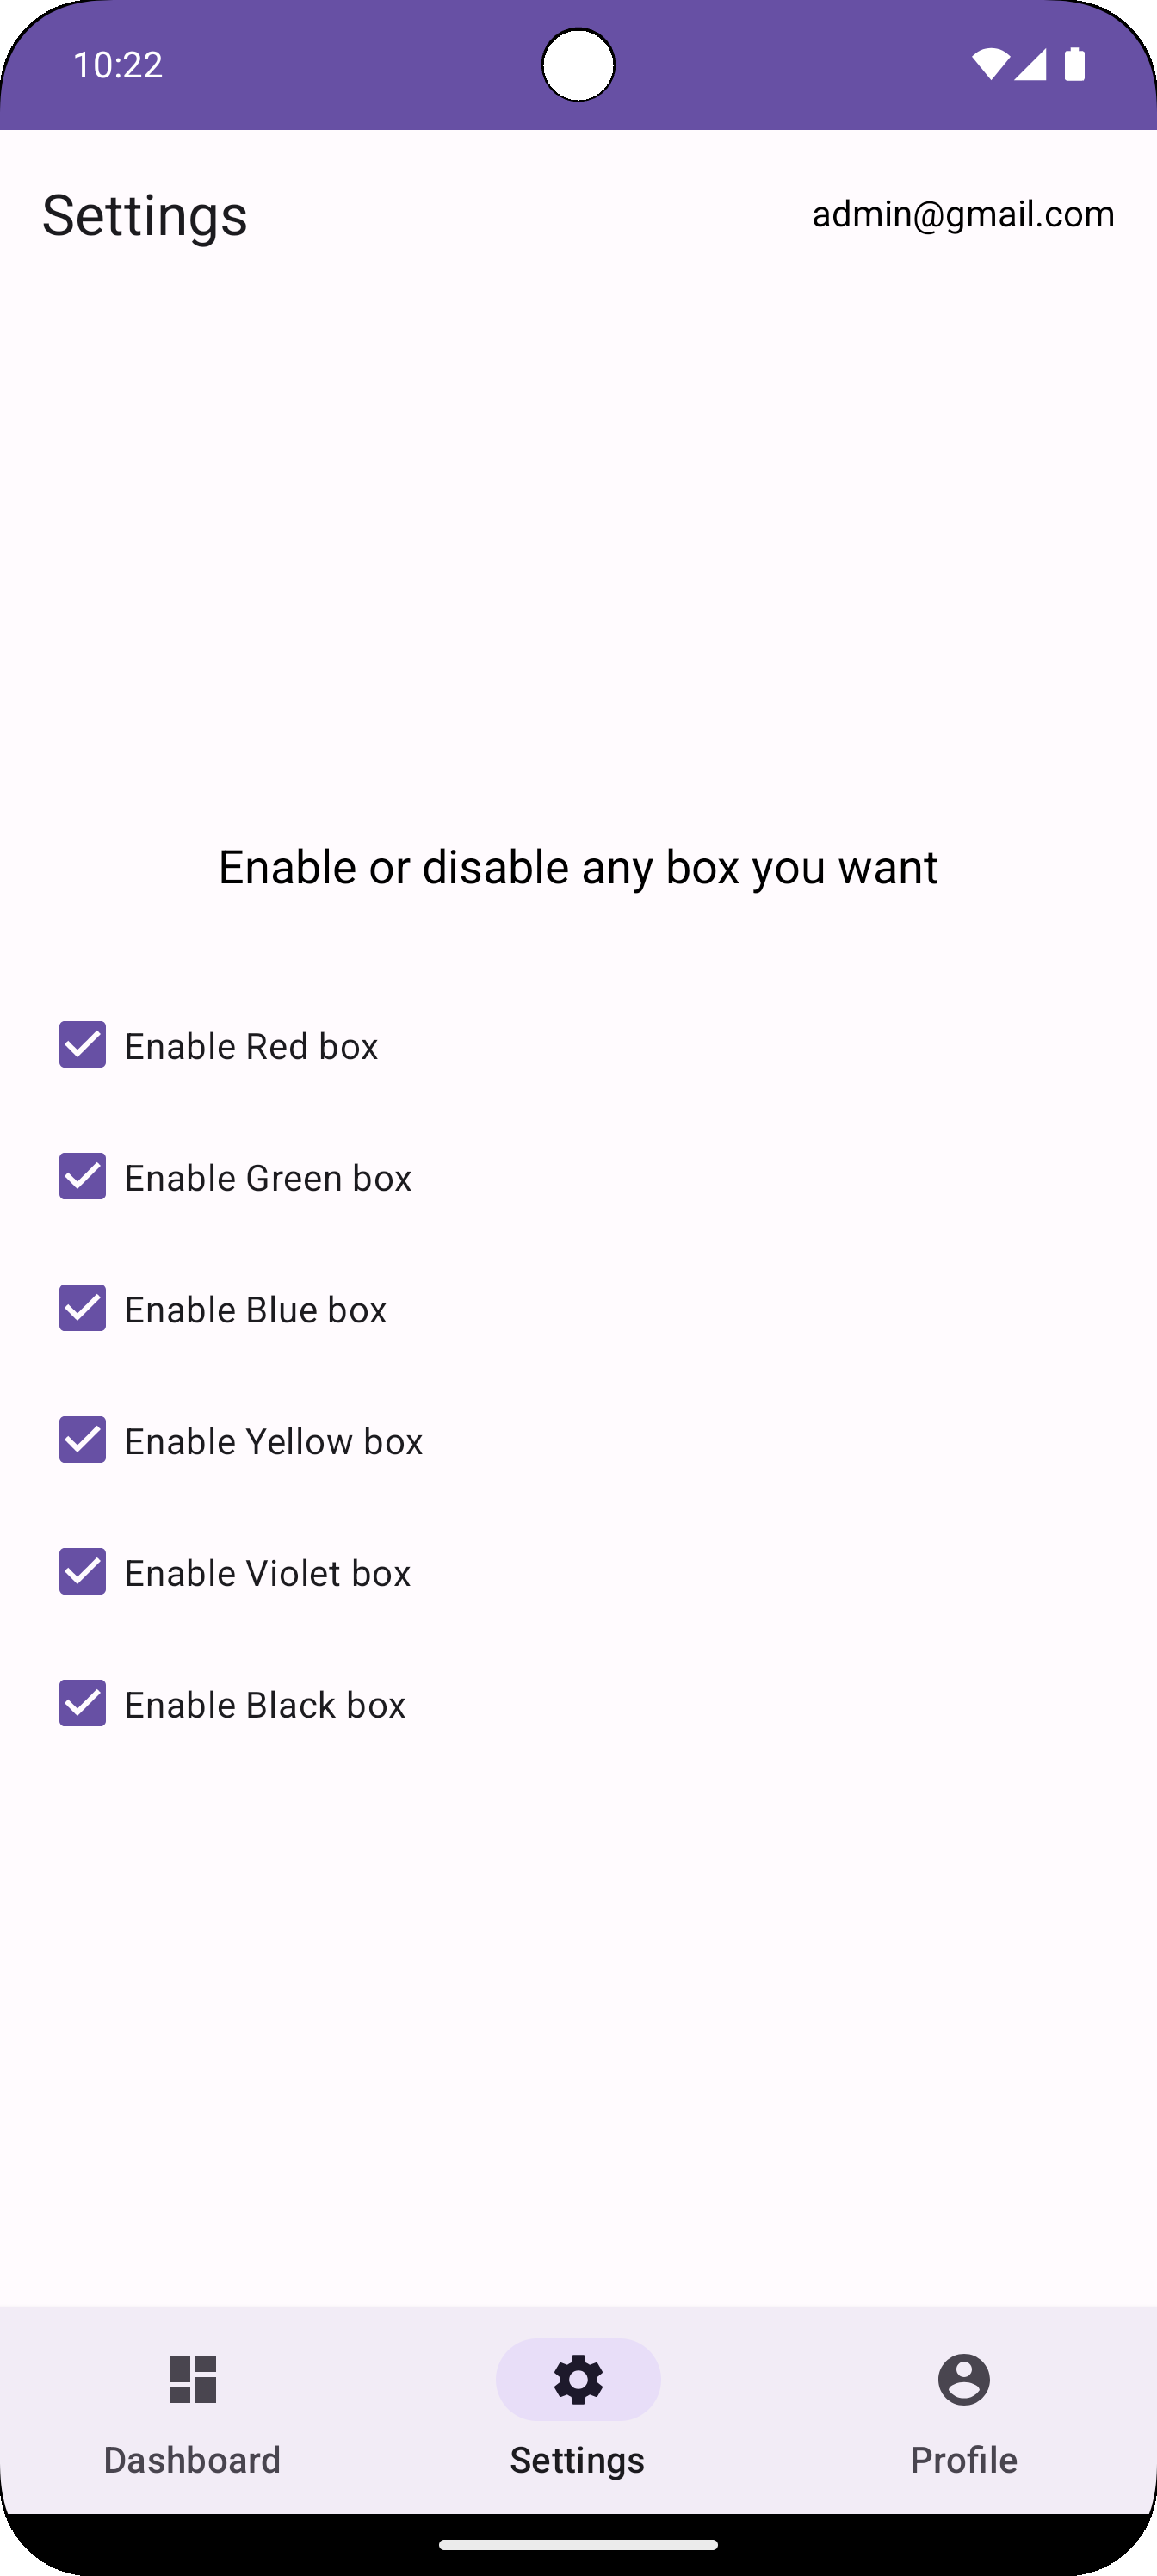 10:22
Settings
admin@gmail.com
Enable or disable any box you want
Enable Red box
Enable Green box
Enable Blue box
Enable Yellow box
Enable Violet box
Enable Black box
Dashboard
Settings
Profile